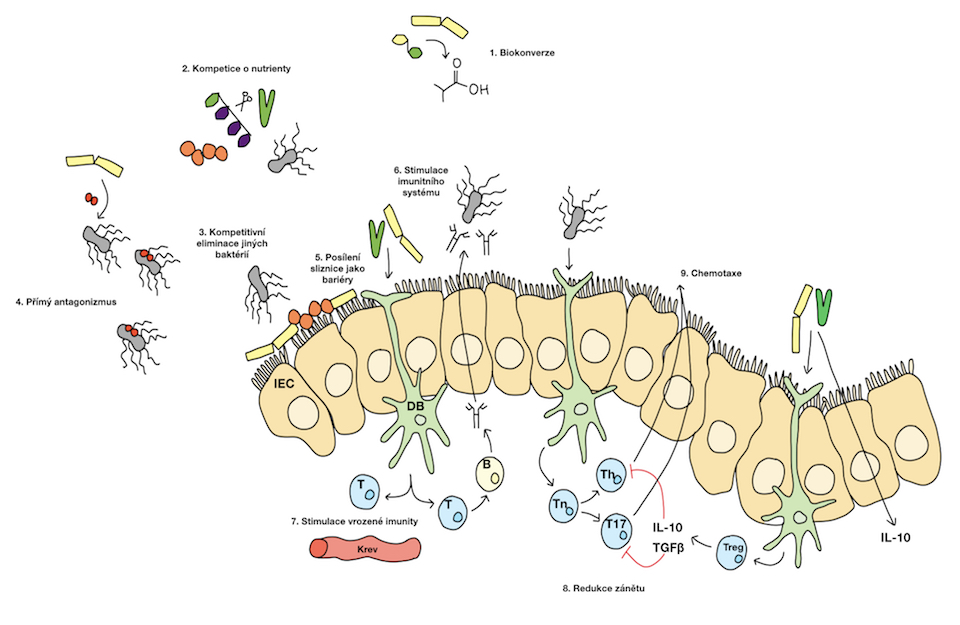 1. Biokonverze
2. Kompetice o nutrienty
O
OH
6. Stimulace
imunitního
systému
3. Kompetitivní
eliminace jiných
baktérií
5. Posílení
sliznice jako
bariéry
9. Chemotaxe
4. Přímý antagonizmus
IEC
DB
B
T
T
Th
Tn
T17
7. Stimulace vrozené imunity
Krev
IL-10
TGFβ
Treg
IL-10
8. Redukce zánětu